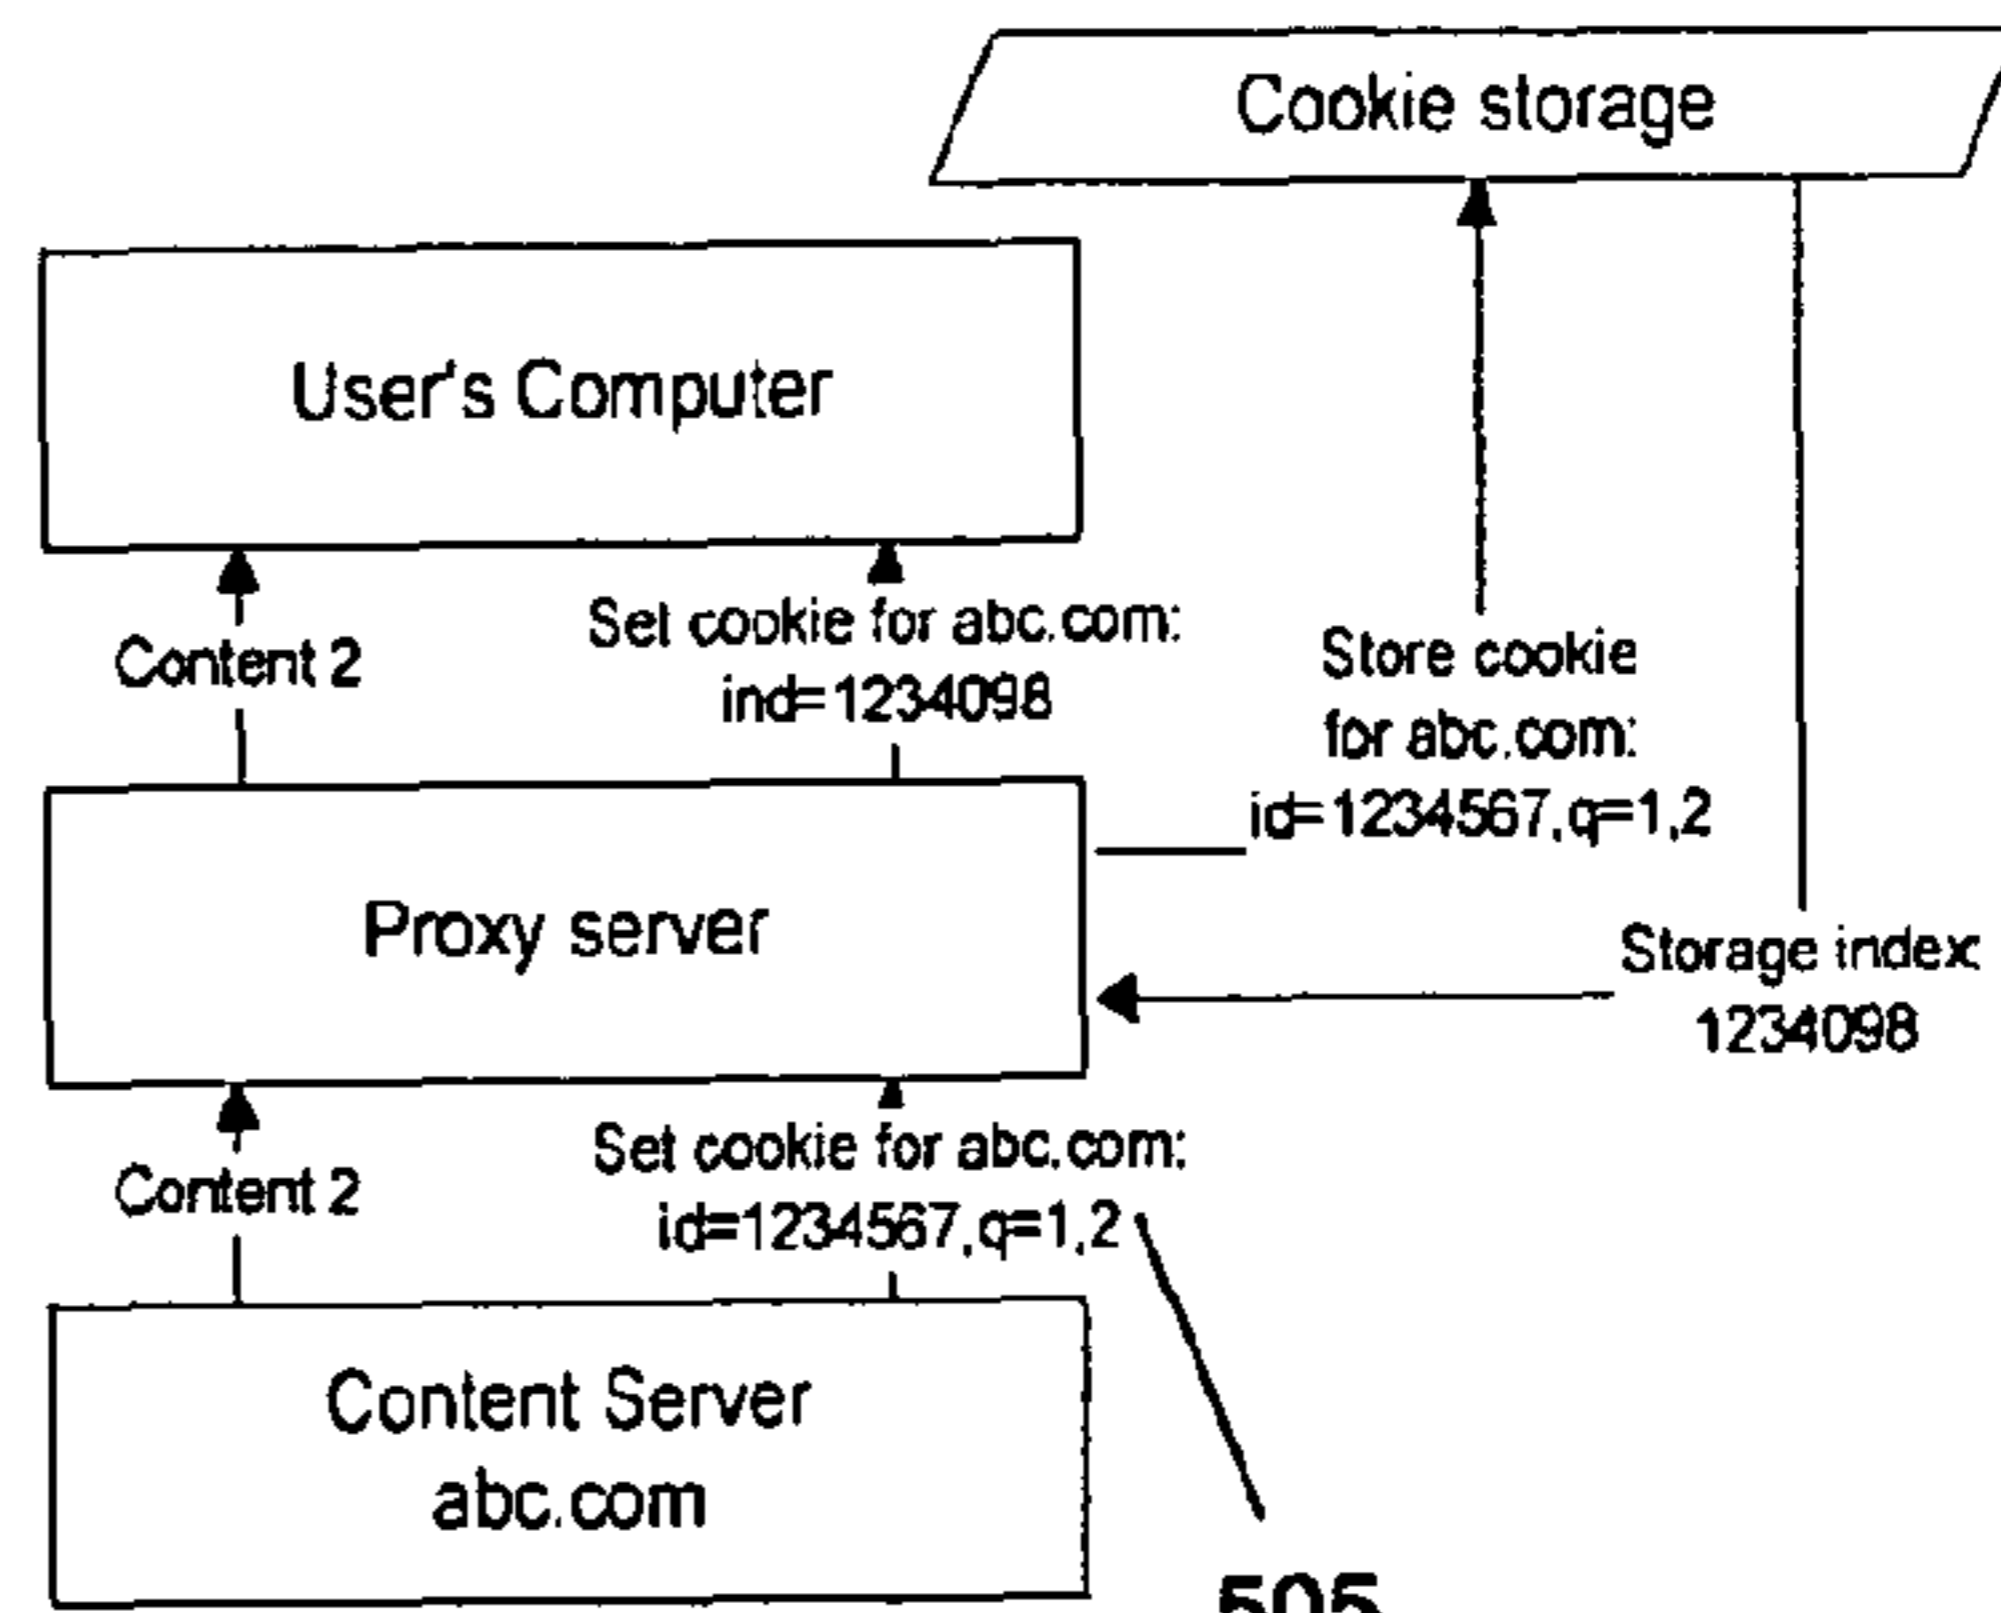 Cookie storage
User's Computer
Content 2
Set cookie for abc.com:
ind=1234098
Store cookie
for abc.com:
id=1234567,q=1,2
Proxy server
Storage index
1234098
Content 2
Set cookie for abc.com:
id=1234567,q=1,2
Content Server
abc.com
505